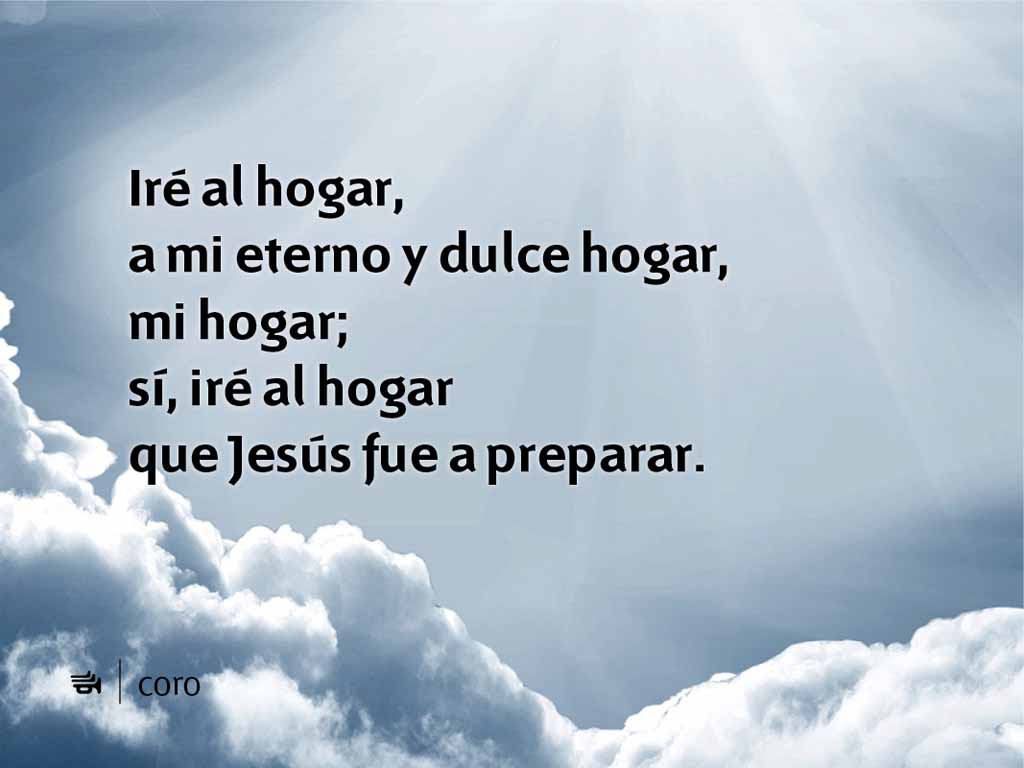 Iré al hogar,
a mi eterno y dulce hogar,
mi hogar;
sí, iré al hogar
que Jesús fue a preparar.
coro